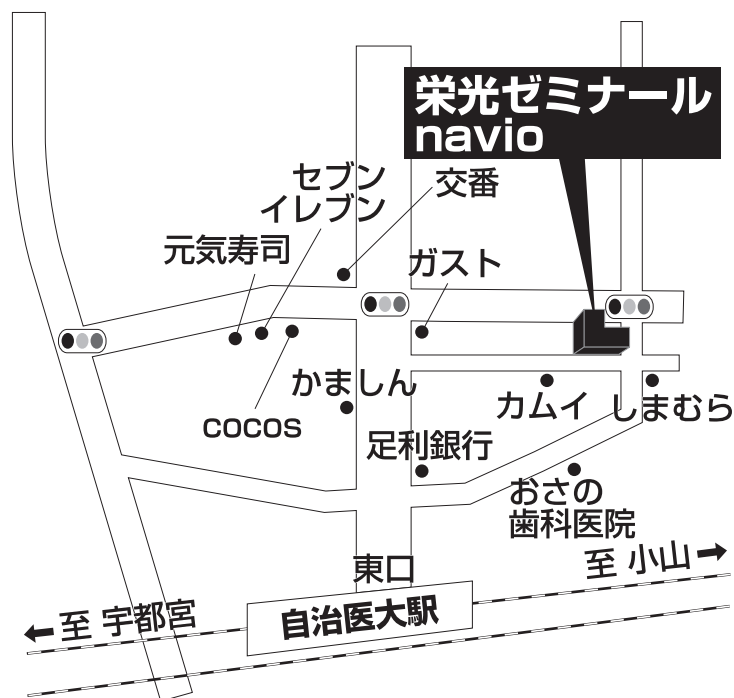 栄光ゼミナール
navio
セブン
イレブン
交番
元気寿司
ガスト
かましん
cocos
カムイ
しまむら
足利銀行
おさの
歯科医院
東口
至 小山
至 宇都宮
自治医大駅